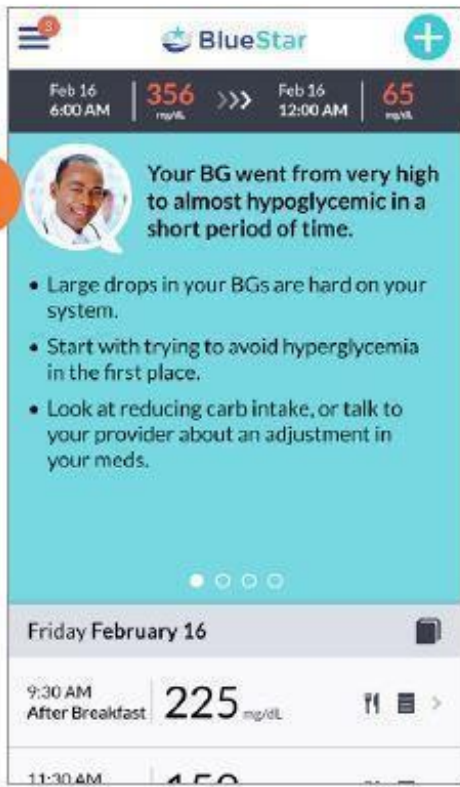 3
BlueStar
Feb 16
6:00 AM
356
mg/dL
>>>
Feb 16
12:00 AM
65
mg/dL
Your BG went from very high
to almost hypoglycemic in a
short period of time.
• Large drops in your BGs are hard on your
system.
• Start with trying to avoid hyperglycemia
in the first place.
• Look at reducing carb intake, or talk to
your provider about an adjustment in
your meds.
Friday February 16
9:30 AM
After Breakfast
225 mg/dL
11:30 AM